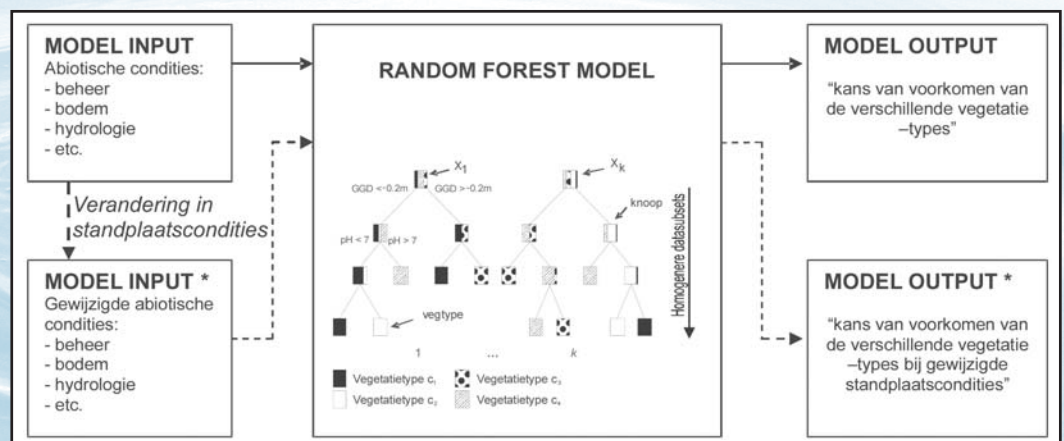 MODEL INPUT
Abiotische condities:
- beheer
- bodem
- hydrologie
- etc.
Verandering in
standplaatscondities
MODEL INPUT *
Gewijzigde abiotische
condities:
- beheer
- bodem
- hydrologie
- etc.
RANDOM FOREST MODEL
X1
Xk
GGD <-0.2m
GGD >-0.2m
knoop
pH < 7
pH > 7
vegtype
1
...
k
Homogenere datasubsets
Vegetatietype c₁
Vegetatietype c₃
Vegetatietype c₂
Vegetatietype c₄
MODEL OUTPUT
“kans van voorkomen van
de verschillende vegetatie
–types”
MODEL OUTPUT *
“kans van voorkomen van
de verschillende vegetatie
–types bij gewijzigde
standplaatscondities”